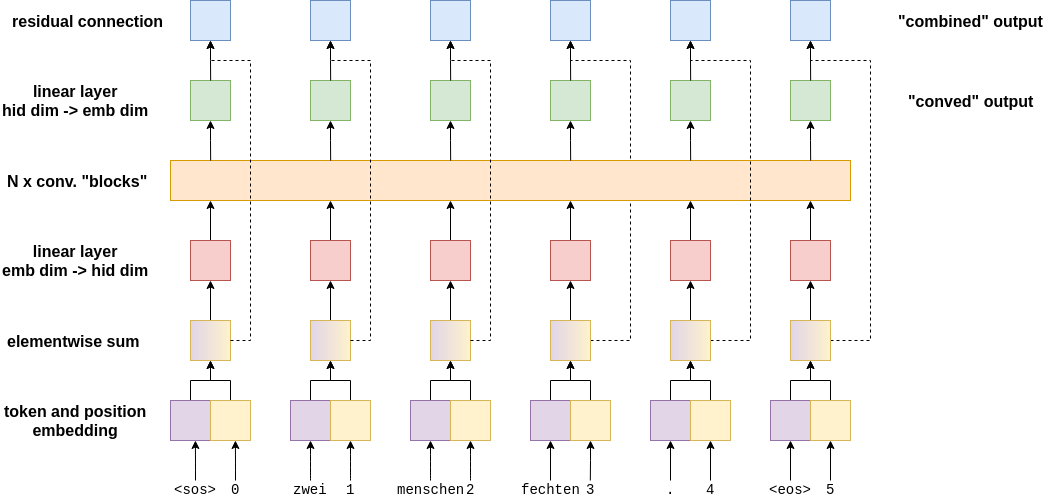 residual connection
"combined" output
linear layer
hid dim -> emb dim
"conved" output
N x conv. "blocks"
linear layer
emb dim -> hid dim
elementwise sum
token and position
embedding
<sos> 0 zwei 1 menschen 2 fechten 3 . 4 <eos> 5